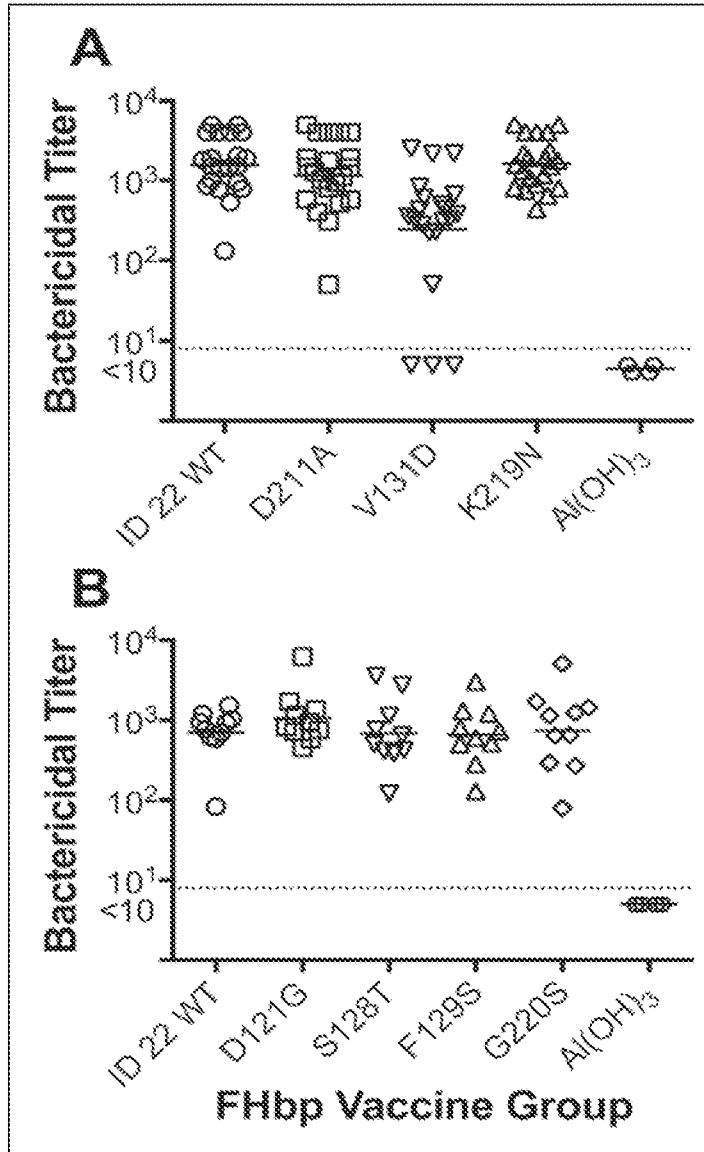 A
Bactericidal Titer
10⁴
10³
10²
10¹
<10
ID 22 WT
D211A
V131D
K219N
Al(OH)₃
B
Bactericidal Titer
10⁴
10³
10²
10¹
<10
ID 22 WT
D121G
S128T
F129S
G220S
Al(OH)₃
FHbp Vaccine Group